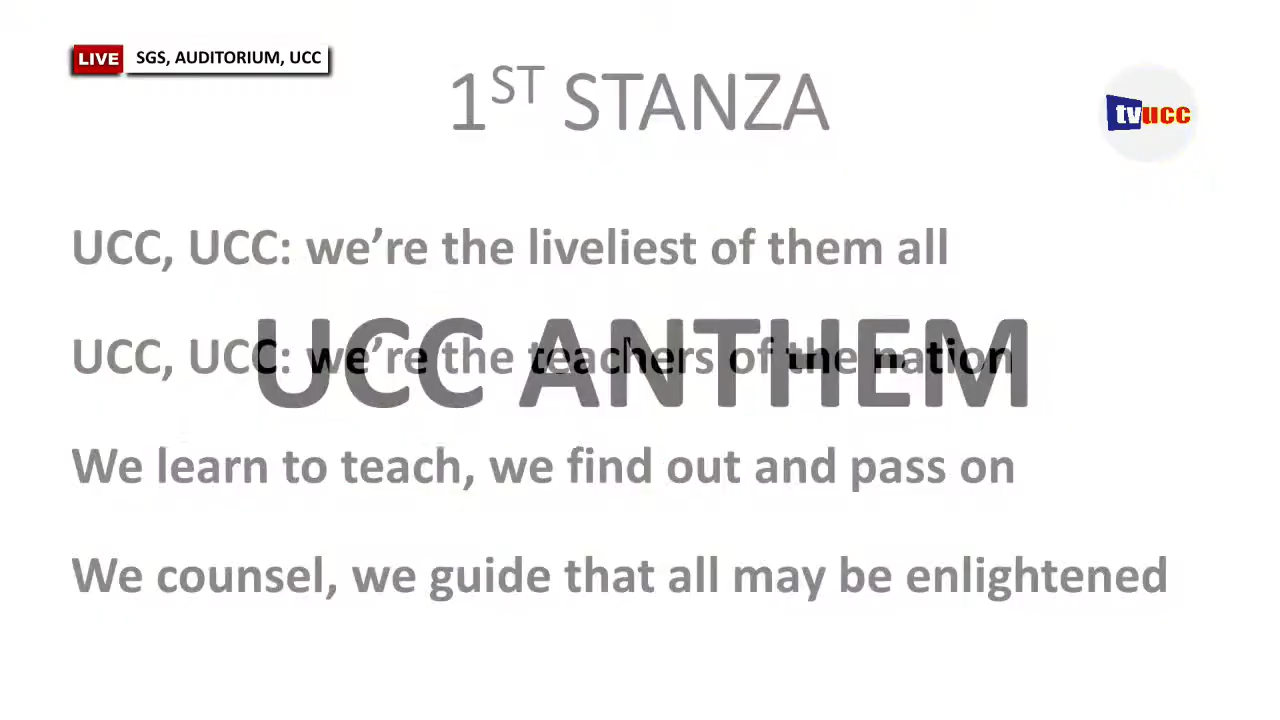 LIVE SGS, AUDITORIUM, UCC
1ST STANZA
tvucc
UCC, UCC: we’re the liveliest of them all
UCC ANTHEM
UCC, UCC: we’re the teachers of the nation
We learn to teach, we find out and pass on
We counsel, we guide that all may be enlightened